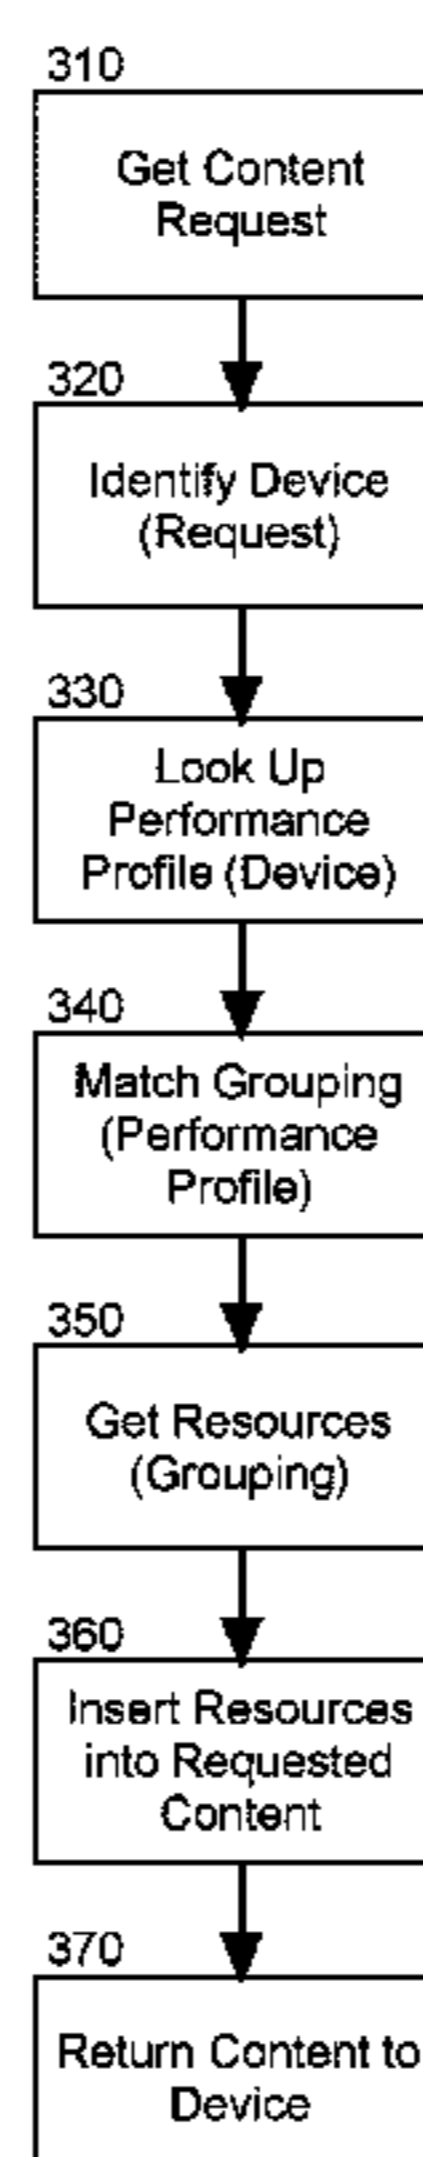 310
Get Content
Request
320
Identify Device
(Request)
330
Look Up
Performance
Profile (Device)
340
Match Grouping
(Performance
Profile)
350
Get Resources
(Grouping)
360
Insert Resources
into Requested
Content
370
Return Content to
Device